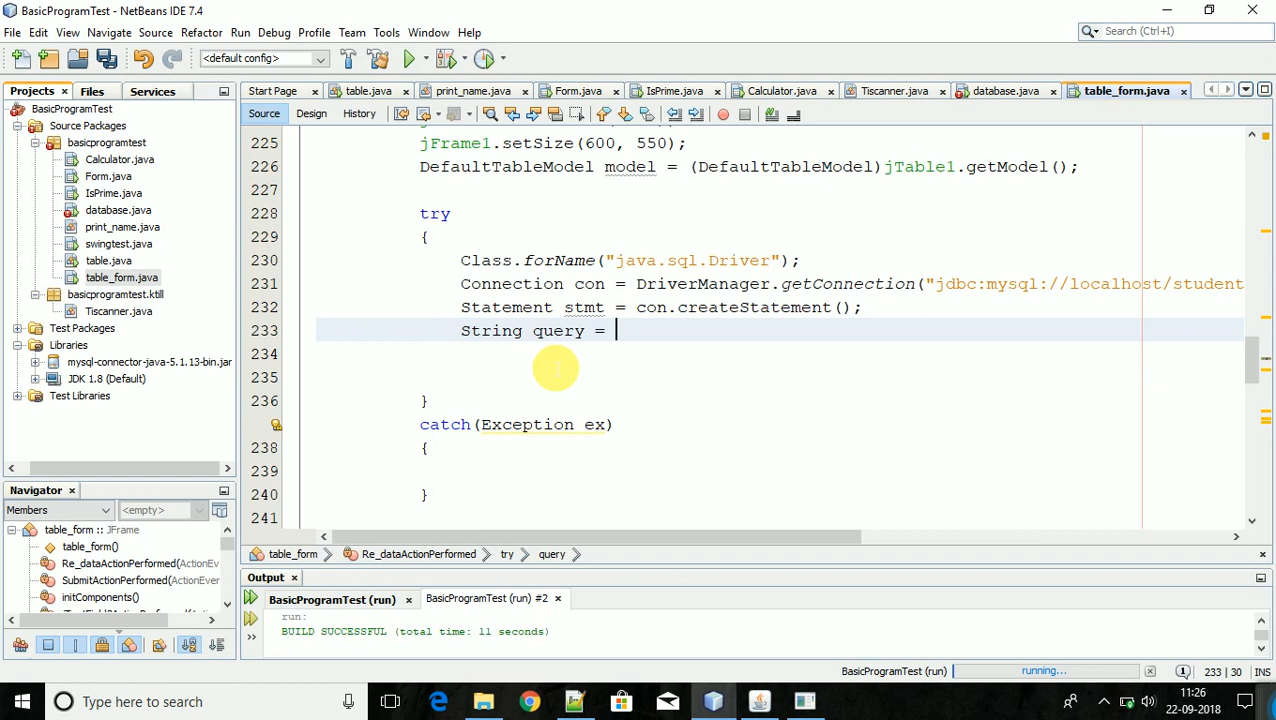 BasicProgramTest - NetBeans IDE 7.4
File Edit View Navigate Source Refactor Run Debug Profile Team Tools Window Help
Search (Ctrl+I)
<default config>
Projects Files Services
Start Page table.java print_name.java Form.java IsPrime.java Calculator.java Tiscanner.java database.java table_form.java
Source Design History
BasicProgramTest
Source Packages
basicprogramtest
Calculator.java
Form.java
IsPrime.java
database.java
print_name.java
swingtest.java
table.java
table_form.java
basicprogramtest.ktill
Tiscanner.java
Test Packages
Libraries
mysql-connector-java-5.1.13-bin.jar
JDK 1.8 (Default)
Test Libraries
225 jFrame1.setSize(600, 550);
226 DefaultTableModel model = (DefaultTableModel)jTable1.getModel();
227
228 try
229 {
230 Class.forName("java.sql.Driver");
231 Connection con = DriverManager.getConnection("jdbc:mysql://localhost/student
232 Statement stmt = con.createStatement();
233 String query =
234
235
236 }
catch(Exception ex)
238 {
239
240 }
241
Navigator
Members <empty>
table_form :: JFrame
table_form()
Re_dataActionPerformed(ActionEv
SubmitActionPerformed(ActionEver
initComponents()
table_form Re_dataActionPerformed try query
Output
BasicProgramTest (run) BasicProgramTest (run) #2
run:
BUILD SUCCESSFUL (total time: 11 seconds)
BasicProgramTest (run) running... 1 233 | 30 INS
Type here to search
11:26
22-09-2018